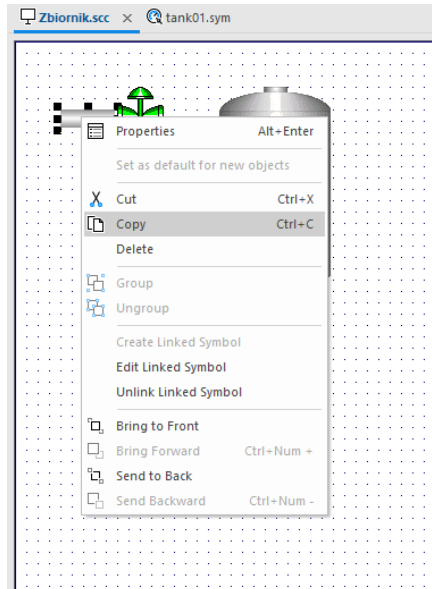 Zbiornik.scc × tank01.sym
Properties Alt+Enter
Set as default for new objects
Cut Ctrl+X
Copy Ctrl+C
Delete
Group
Ungroup
Create Linked Symbol
Edit Linked Symbol
Unlink Linked Symbol
Bring to Front
Bring Forward Ctrl+Num +
Send to Back
Send Backward Ctrl+Num -